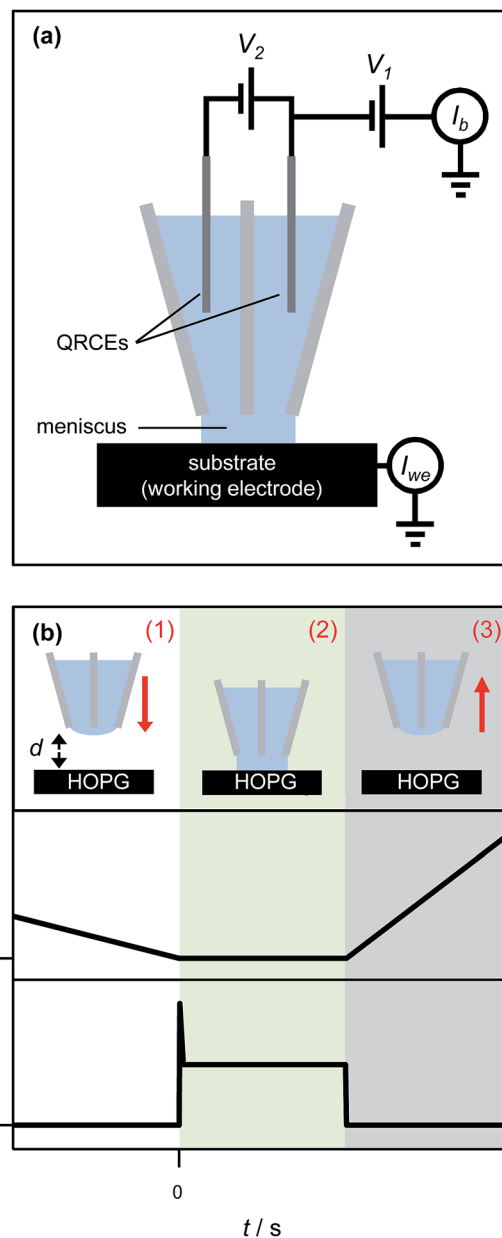 (a)
V2
V1
Ib
QRCEs
meniscus
substrate
(working electrode)
Iwe
(b)
(1)
(2)
(3)
d
HOPG
HOPG
HOPG
0
t / s